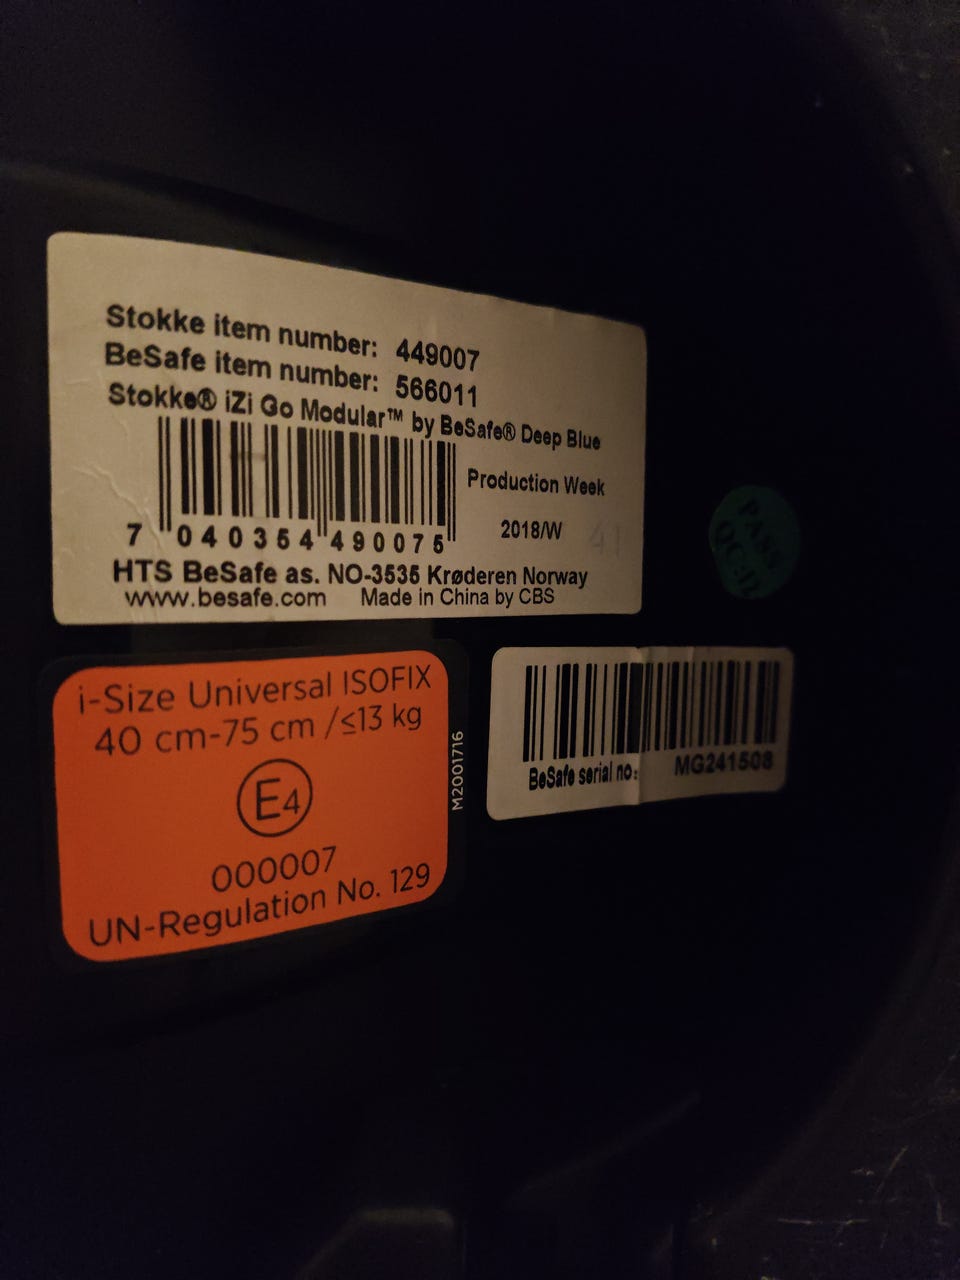 Stokke item number: 449007
BeSafe item number: 566011
Stokke® iZi Go Modular™ by BeSafe® Deep Blue
Production Week
2018/W 41
7 040354 490075
HTS BeSafe as. NO-3535 Krøderen Norway
www.besafe.com Made in China by CBS
PASS
i-Size Universal ISOFIX
40 cm-75 cm /≤13 kg
E4
000007
UN-Regulation No. 129
M2001716
BeSafe serial no: MG241508